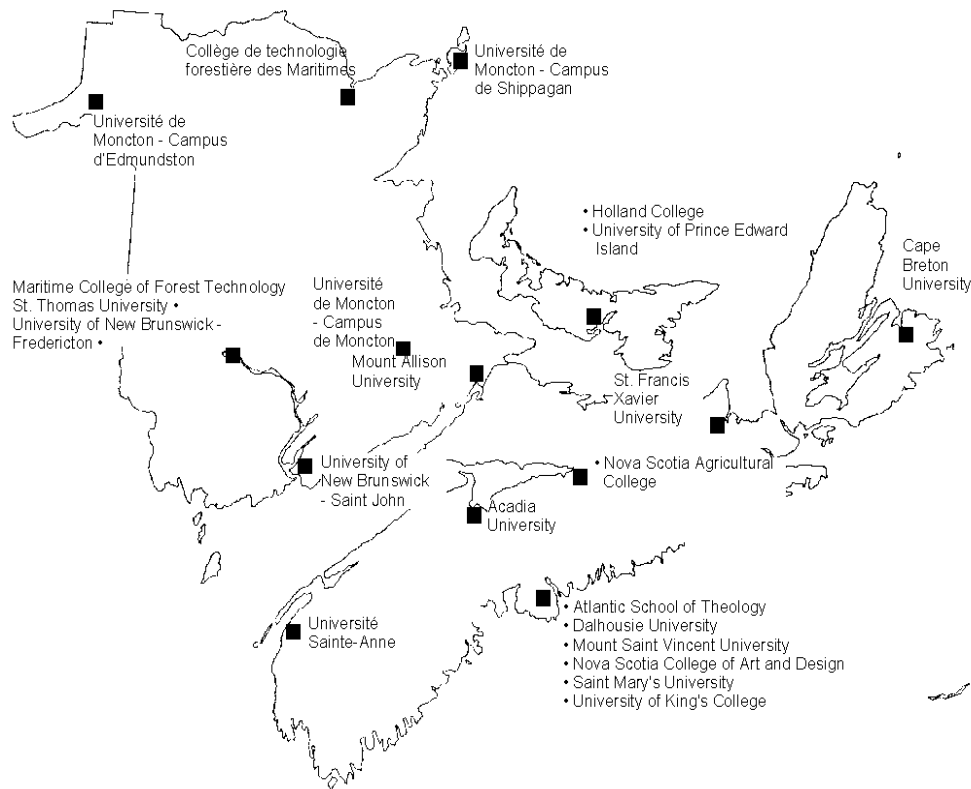 Collège de technologie
forestière des Maritimes
Université de
Moncton - Campus
de Shippagan
Université de
Moncton - Campus
d'Edmundston
• Holland College
• University of Prince Edward
Island
Cape
Breton
University
Maritime College of Forest Technology
St. Thomas University •
University of New Brunswick -
Fredericton •
Université
de Moncton
- Campus
de Moncton
Mount Allison
University
St. Francis
Xavier
University
University of
New Brunswick
- Saint John
• Nova Scotia Agricultural
College
Acadia
University
Université
Sainte-Anne
• Atlantic School of Theology
• Dalhousie University
• Mount Saint Vincent University
• Nova Scotia College of Art and Design
• Saint Mary's University
• University of King's College